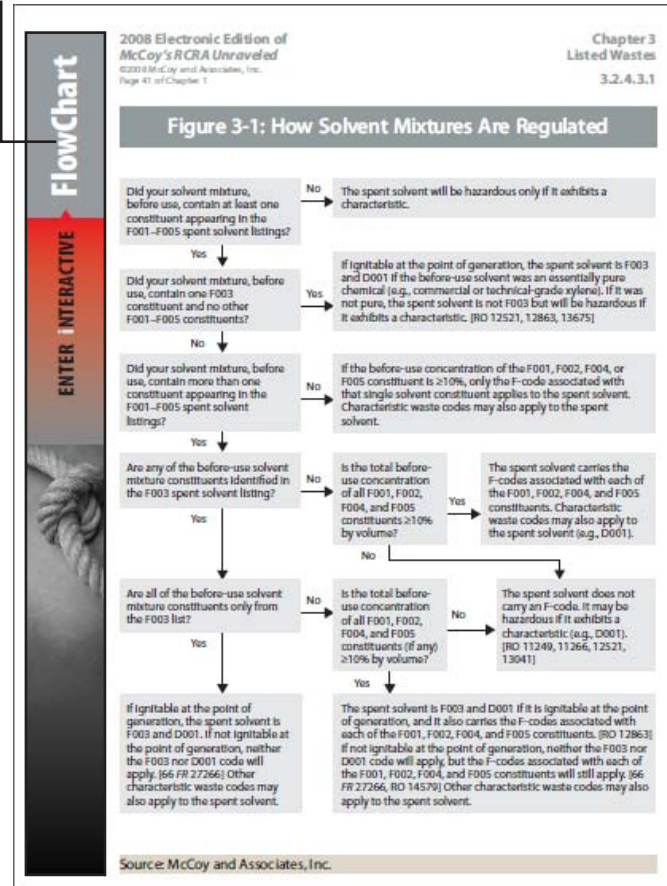 2008 Electronic Edition of
McCoy's RCRA Unraveled
©2008 McCoy and Associates, Inc.
Page 41 of Chapter 1
Chapter 3
Listed Wastes
3.2.4.3.1
FlowChart
ENTER INTERACTIVE
Figure 3-1: How Solvent Mixtures Are Regulated
Did your solvent mixture,
before use, contain at least one
constituent appearing in the
F001–F005 spent solvent listings?
No
The spent solvent will be hazardous only if it exhibits a
characteristic.
Yes
Did your solvent mixture, before
use, contain one F003
constituent and no other
F001–F005 constituents?
Yes
If ignitable at the point of generation, the spent solvent is F003
and D001 if the before-use solvent was an essentially pure
chemical (e.g., commercial or technical-grade xylene). If it was
not pure, the spent solvent is not F003 but will be hazardous if
it exhibits a characteristic. [RO 12521, 12863, 13675]
No
Did your solvent mixture, before
use, contain more than one
constituent appearing in the
F001–F005 spent solvent
listings?
No
If the before-use concentration of the F001, F002, F004, or
F005 constituent is ≥10%, only the F-code associated with
that single solvent constituent applies to the spent solvent.
Characteristic waste codes may also apply to the spent
solvent.
Yes
Are any of the before-use solvent
mixture constituents identified in
the F003 spent solvent listing?
No
Is the total before-
use concentration
of all F001, F002,
F004, and F005
constituents ≥10%
by volume?
Yes
The spent solvent carries the
F-codes associated with each of
the F001, F002, F004, and F005
constituents. Characteristic
waste codes may also apply to
the spent solvent (e.g., D001).
Yes
No
Are all of the before-use solvent
mixture constituents only from
the F003 list?
No
Is the total before-
use concentration
of all F001, F002,
F004, and F005
constituents (if any)
≥10% by volume?
No
The spent solvent does not
carry an F-code. It may be
hazardous if it exhibits a
characteristic (e.g., D001).
[RO 11249, 11266, 12521,
13041]
Yes
Yes
If ignitable at the point of
generation, the spent solvent is
F003 and D001. If not ignitable at
the point of generation, neither
the F003 nor D001 code will
apply. [66 FR 27266] Other
characteristic waste codes may
also apply to the spent solvent.
The spent solvent is F003 and D001 if it is ignitable at the point
of generation, and it also carries the F-codes associated with
each of the F001, F002, F004, and F005 constituents. [RO 12863]
If not ignitable at the point of generation, neither the F003 nor
D001 code will apply, but the F-codes associated with each of
the F001, F002, F004, and F005 constituents will still apply. [66
FR 27266, RO 14579] Other characteristic waste codes may also
apply to the spent solvent.
Source: McCoy and Associates, Inc.